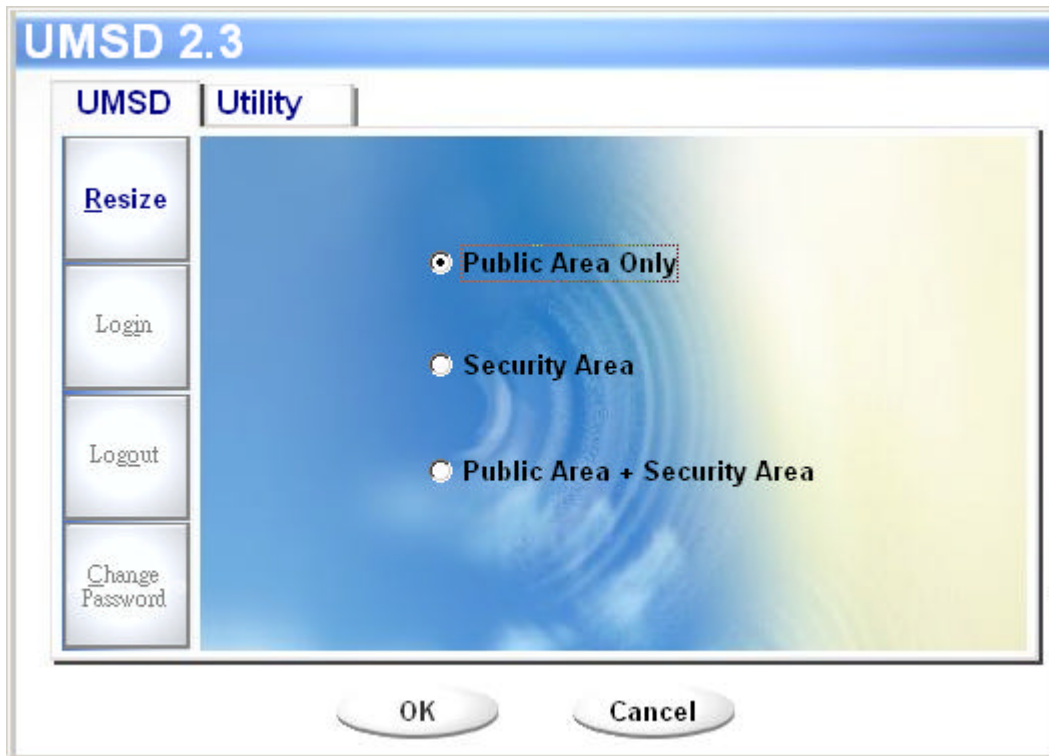 UMSD 2.3
UMSD Utility
Resize
Login
Logout
Change
Password
Public Area Only
Security Area
Public Area + Security Area
OK Cancel